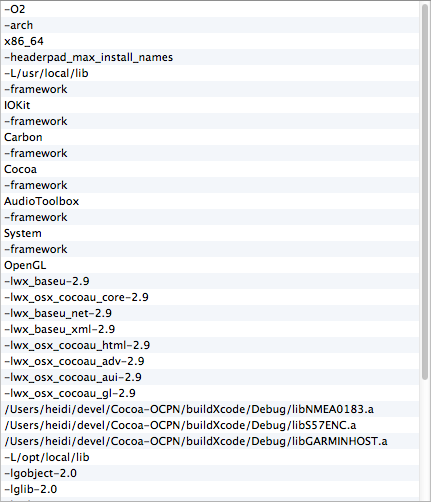 -O2
-arch
x86_64
-headerpad_max_install_names
-L/usr/local/lib
-framework
IOKit
-framework
Carbon
-framework
Cocoa
-framework
AudioToolbox
-framework
System
-framework
OpenGL
-lwx_baseu-2.9
-lwx_osx_cocoau_core-2.9
-lwx_baseu_net-2.9
-lwx_baseu_xml-2.9
-lwx_osx_cocoau_html-2.9
-lwx_osx_cocoau_adv-2.9
-lwx_osx_cocoau_aui-2.9
-lwx_osx_cocoau_gl-2.9
/Users/heidi/devel/Cocoa-OCPN/buildXcode/Debug/libNMEA0183.a
/Users/heidi/devel/Cocoa-OCPN/buildXcode/Debug/libS57ENC.a
/Users/heidi/devel/Cocoa-OCPN/buildXcode/Debug/libGARMINHOST.a
-L/opt/local/lib
-lgobject-2.0
-lglib-2.0